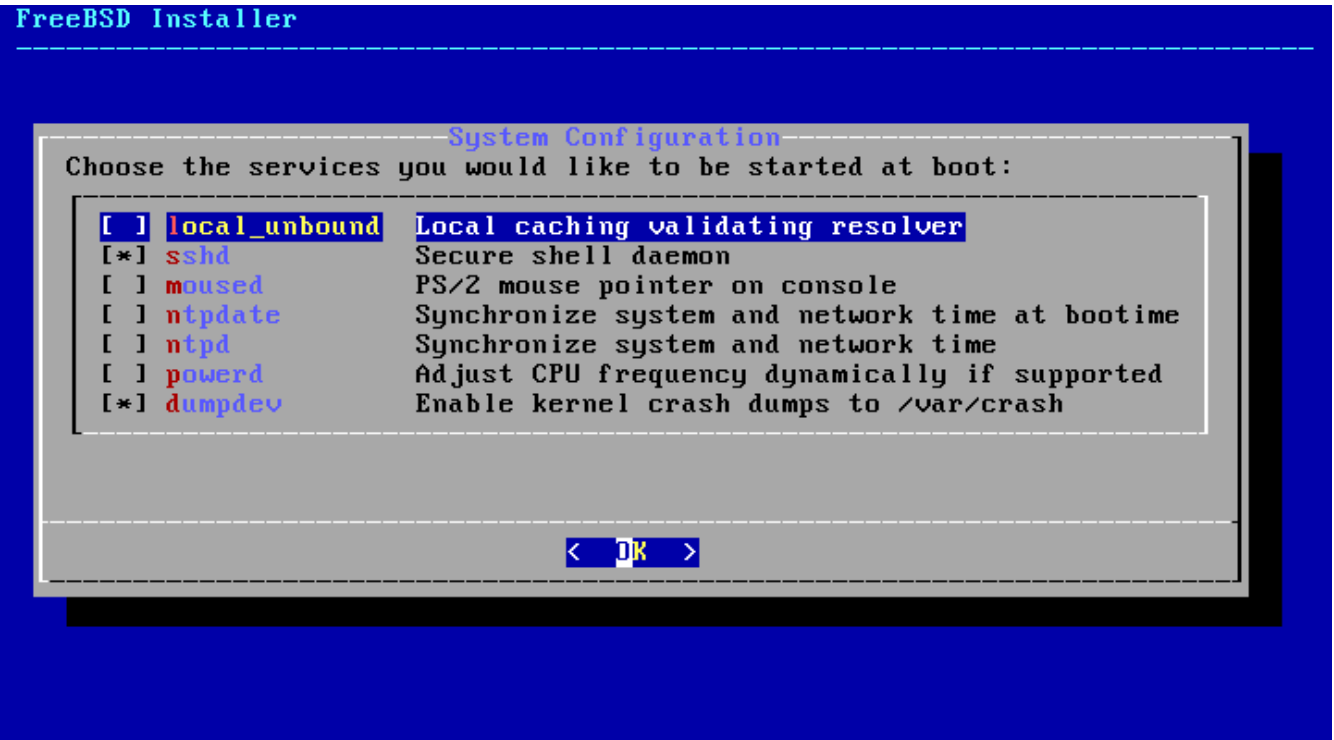 FreeBSD Installer
System Configuration
Choose the services you would like to be started at boot:
[ ] local_unbound Local caching validating resolver
[*] sshd Secure shell daemon
[ ] moused PS/2 mouse pointer on console
[ ] ntpdate Synchronize system and network time at bootime
[ ] ntpd Synchronize system and network time
[ ] powerd Adjust CPU frequency dynamically if supported
[*] dumpdev Enable kernel crash dumps to /var/crash
< OK >